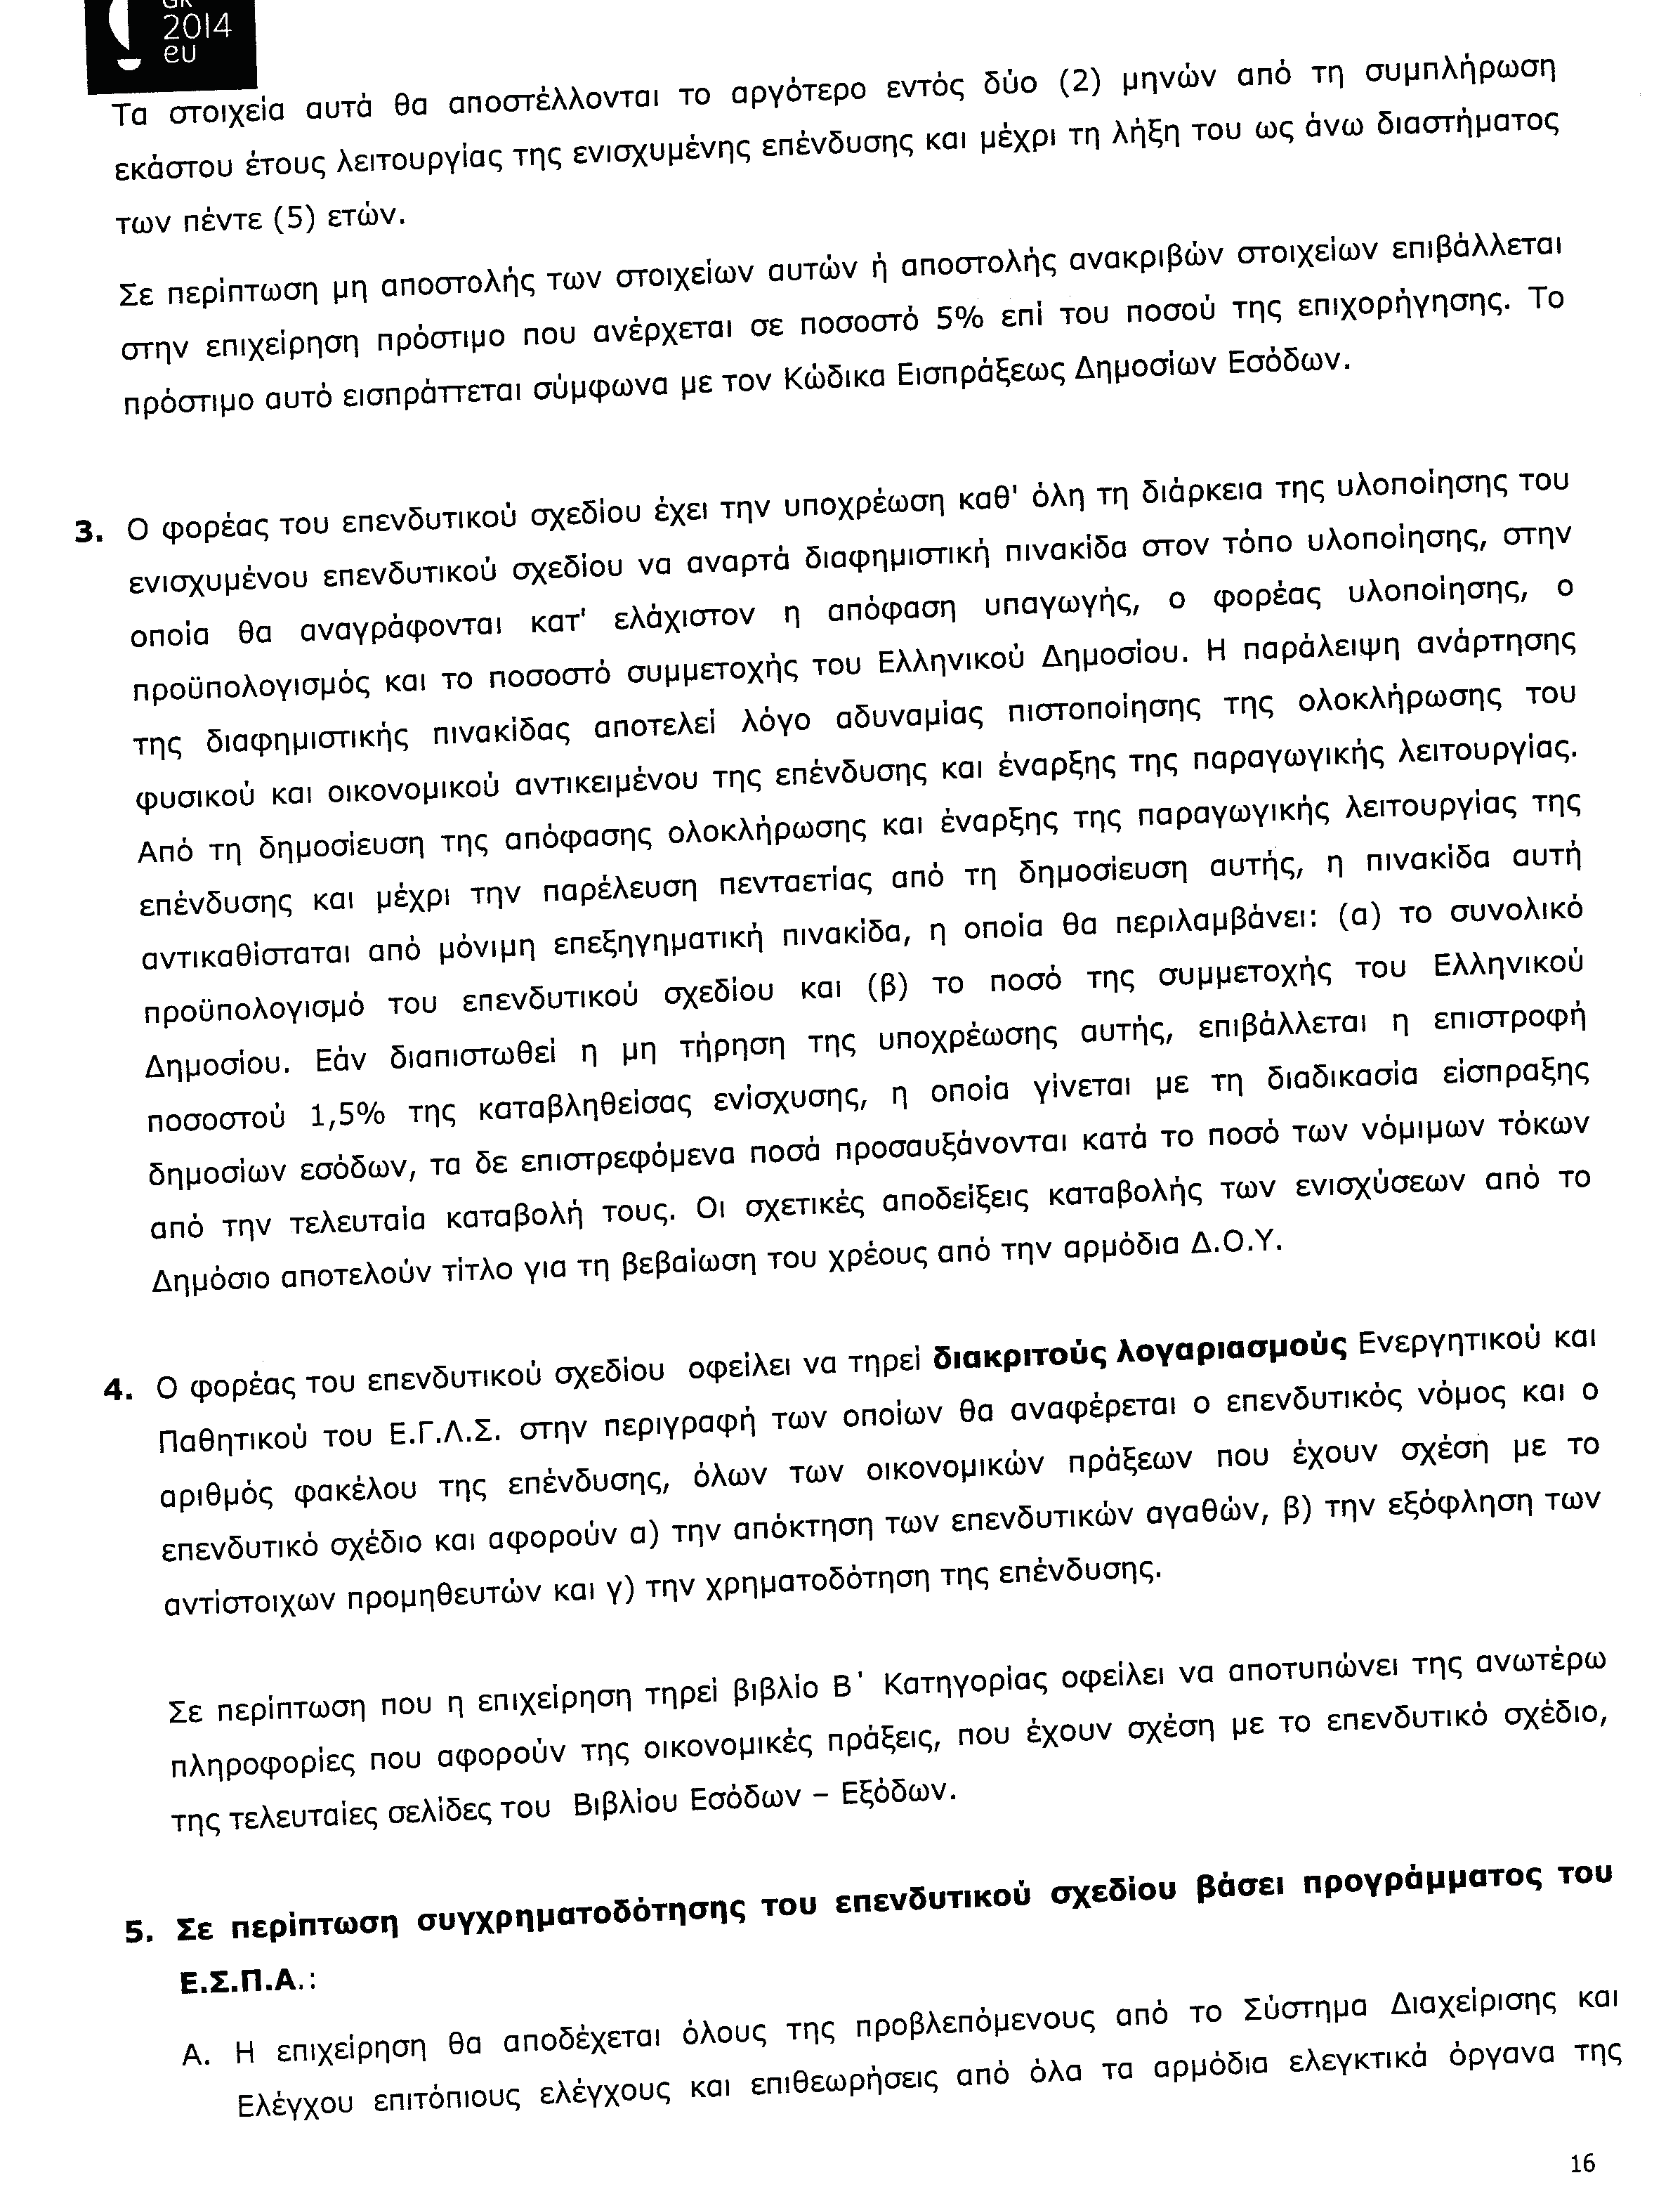 GR
2014
eu
Τα στοιχεία αυτά θα αποστέλλονται το αργότερο εντός δύο (2) μηνών από τη συμπλήρωση
εκάστου έτους λειτουργίας της ενισχυμένης επένδυσης και μέχρι τη λήξη του ως άνω διαστήματος
των πέντε (5) ετών.
Σε περίπτωση μη αποστολής των στοιχείων αυτών ή αποστολής ανακριβών στοιχείων επιβάλλεται
στην επιχείρηση πρόστιμο που ανέρχεται σε ποσοστό 5% επί του ποσού της επιχορήγησης. Το
πρόστιμο αυτό εισπράττεται σύμφωνα με τον Κώδικα Εισπράξεως Δημοσίων Εσόδων.
3. Ο φορέας του επενδυτικού σχεδίου έχει την υποχρέωση καθ' όλη τη διάρκεια της υλοποίησης του
ενισχυμένου επενδυτικού σχεδίου να αναρτά διαφημιστική πινακίδα στον τόπο υλοποίησης, στην
οποία θα αναγράφονται κατ' ελάχιστον η απόφαση υπαγωγής, ο φορέας υλοποίησης, ο
προϋπολογισμός και το ποσοστό συμμετοχής του Ελληνικού Δημοσίου. Η παράλειψη ανάρτησης
της διαφημιστικής πινακίδας αποτελεί λόγο αδυναμίας πιστοποίησης της ολοκλήρωσης του
φυσικού και οικονομικού αντικειμένου της επένδυσης και έναρξης της παραγωγικής λειτουργίας.
Από τη δημοσίευση της απόφασης ολοκλήρωσης και έναρξης της παραγωγικής λειτουργίας της
επένδυσης και μέχρι την παρέλευση πενταετίας από τη δημοσίευση αυτής, η πινακίδα αυτή
αντικαθίσταται από μόνιμη επεξηγηματική πινακίδα, η οποία θα περιλαμβάνει: (α) το συνολικό
προϋπολογισμό του επενδυτικού σχεδίου και (β) το ποσό της συμμετοχής του Ελληνικού
Δημοσίου. Εάν διαπιστωθεί η μη τήρηση της υποχρέωσης αυτής, επιβάλλεται η επιστροφή
ποσοστού 1,5% της καταβληθείσας ενίσχυσης, η οποία γίνεται με τη διαδικασία είσπραξης
δημοσίων εσόδων, τα δε επιστρεφόμενα ποσά προσαυξάνονται κατά το ποσό των νόμιμων τόκων
από την τελευταία καταβολή τους. Οι σχετικές αποδείξεις καταβολής των ενισχύσεων από το
Δημόσιο αποτελούν τίτλο για τη βεβαίωση του χρέους από την αρμόδια Δ.Ο.Υ.
4. Ο φορέας του επενδυτικού σχεδίου οφείλει να τηρεί διακριτούς λογαριασμούς Ενεργητικού και
Παθητικού του Ε.Γ.Λ.Σ. στην περιγραφή των οποίων θα αναφέρεται ο επενδυτικός νόμος και ο
αριθμός φακέλου της επένδυσης, όλων των οικονομικών πράξεων που έχουν σχέση με το
επενδυτικό σχέδιο και αφορούν α) την απόκτηση των επενδυτικών αγαθών, β) την εξόφληση των
αντίστοιχων προμηθευτών και γ) την χρηματοδότηση της επένδυσης.
Σε περίπτωση που η επιχείρηση τηρεί βιβλίο Β΄ Κατηγορίας οφείλει να αποτυπώνει της ανωτέρω
πληροφορίες που αφορούν της οικονομικές πράξεις, που έχουν σχέση με το επενδυτικό σχέδιο,
της τελευταίες σελίδες του Βιβλίου Εσόδων – Εξόδων.
5. Σε περίπτωση συγχρηματοδότησης του επενδυτικού σχεδίου βάσει προγράμματος του
Ε.Σ.Π.Α.:
Α. Η επιχείρηση θα αποδέχεται όλους της προβλεπόμενους από το Σύστημα Διαχείρισης και
Ελέγχου επιτόπιους ελέγχους και επιθεωρήσεις από όλα τα αρμόδια ελεγκτικά όργανα της
16